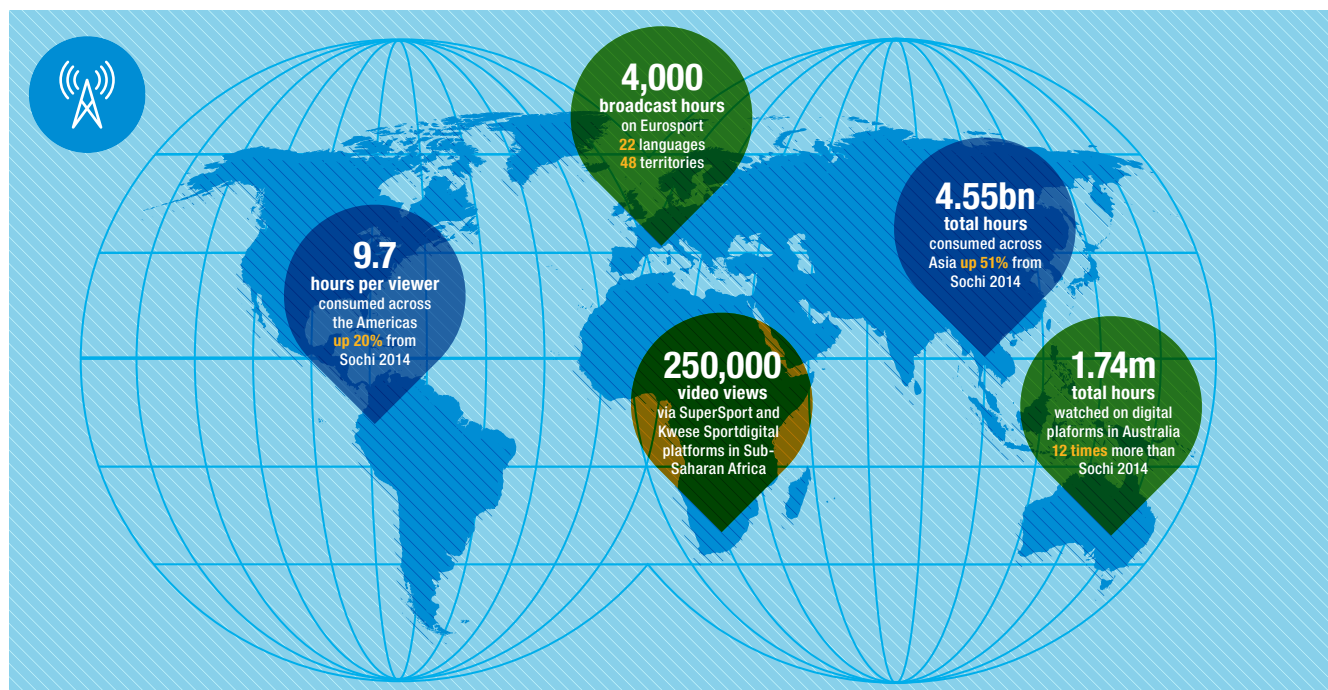 4,000
broadcast hours
on Eurosport
22 languages
48 territories
9.7
hours per viewer
consumed across
the Americas
up 20% from
Sochi 2014
4.55bn
total hours
consumed across
Asia up 51% from
Sochi 2014
250,000
video views
via SuperSport and
Kwese Sportdigital
platforms in Sub-
Saharan Africa
1.74m
total hours
watched on digital
plaforms in Australia
12 times more than
Sochi 2014